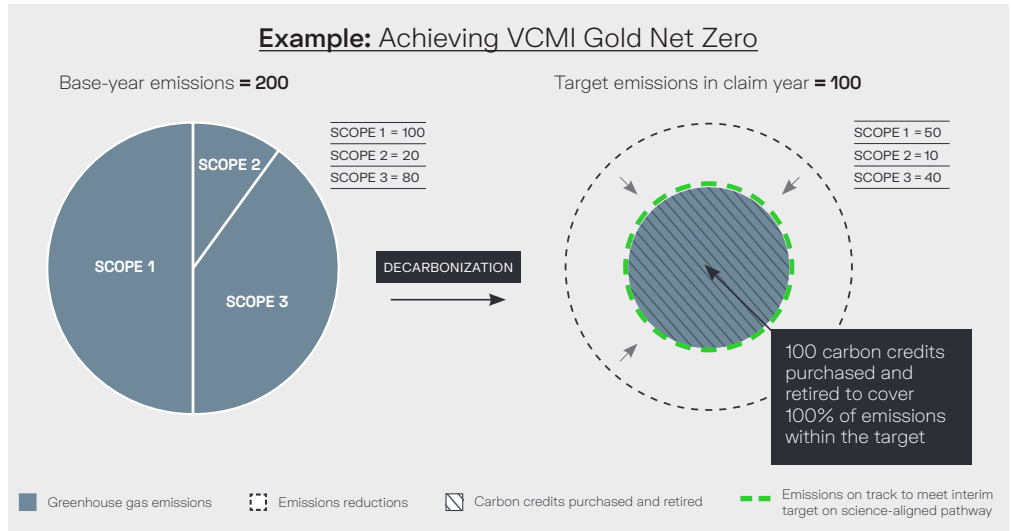 Example: Achieving VCMI Gold Net Zero
Base-year emissions = 200
SCOPE 1 = 100
SCOPE 2 = 20
SCOPE 3 = 80
SCOPE 1
SCOPE 2
SCOPE 3
DECARBONIZATION
Target emissions in claim year = 100
SCOPE 1 = 50
SCOPE 2 = 10
SCOPE 3 = 40
100 carbon credits
purchased and
retired to cover
100% of emissions
within the target
Greenhouse gas emissions
Emissions reductions
Carbon credits purchased and retired
Emissions on track to meet interim
target on science-aligned pathway